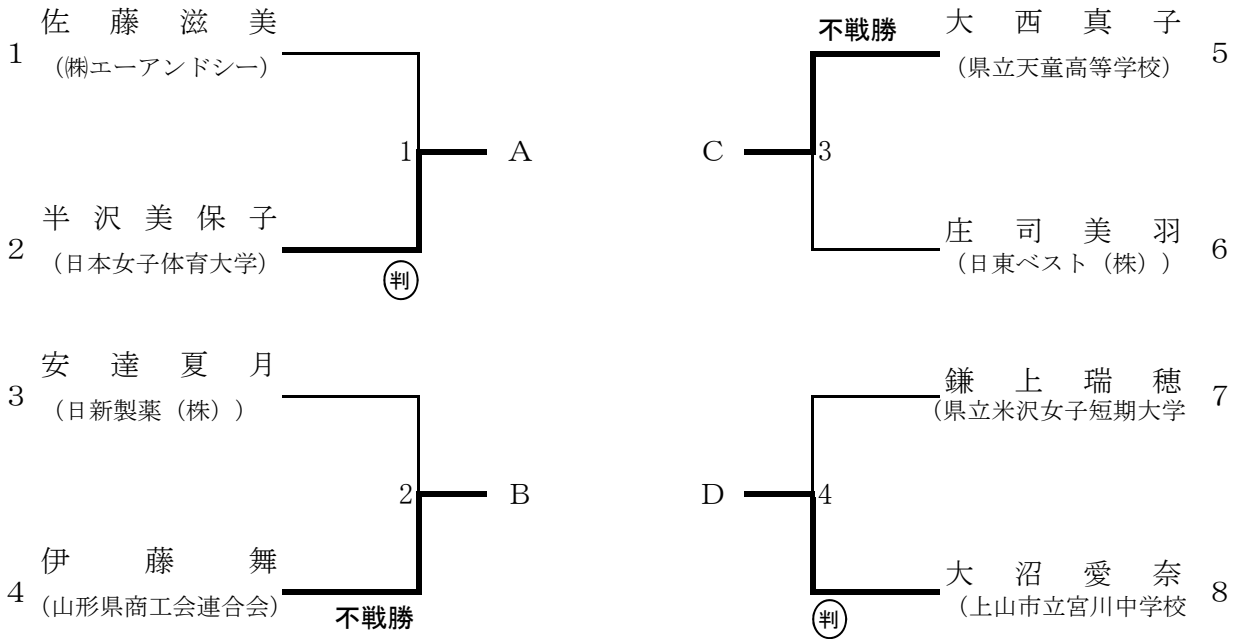 佐藤滋美
1
(㈱エーアンドシー)
1
A
半沢美保子
2
(日本女子体育大学)
判
安達夏月
3
(日新製薬(株))
2
B
伊藤舞
4
(山形県商工会連合会)
不戦勝
不戦勝
大西真子
5
(県立天童高等学校)
C
3
庄司美羽
6
(日東ベスト(株))
鎌上瑞穂
7
(県立米沢女子短期大学
D
4
大沼愛奈
8
(上山市立宮川中学校
判